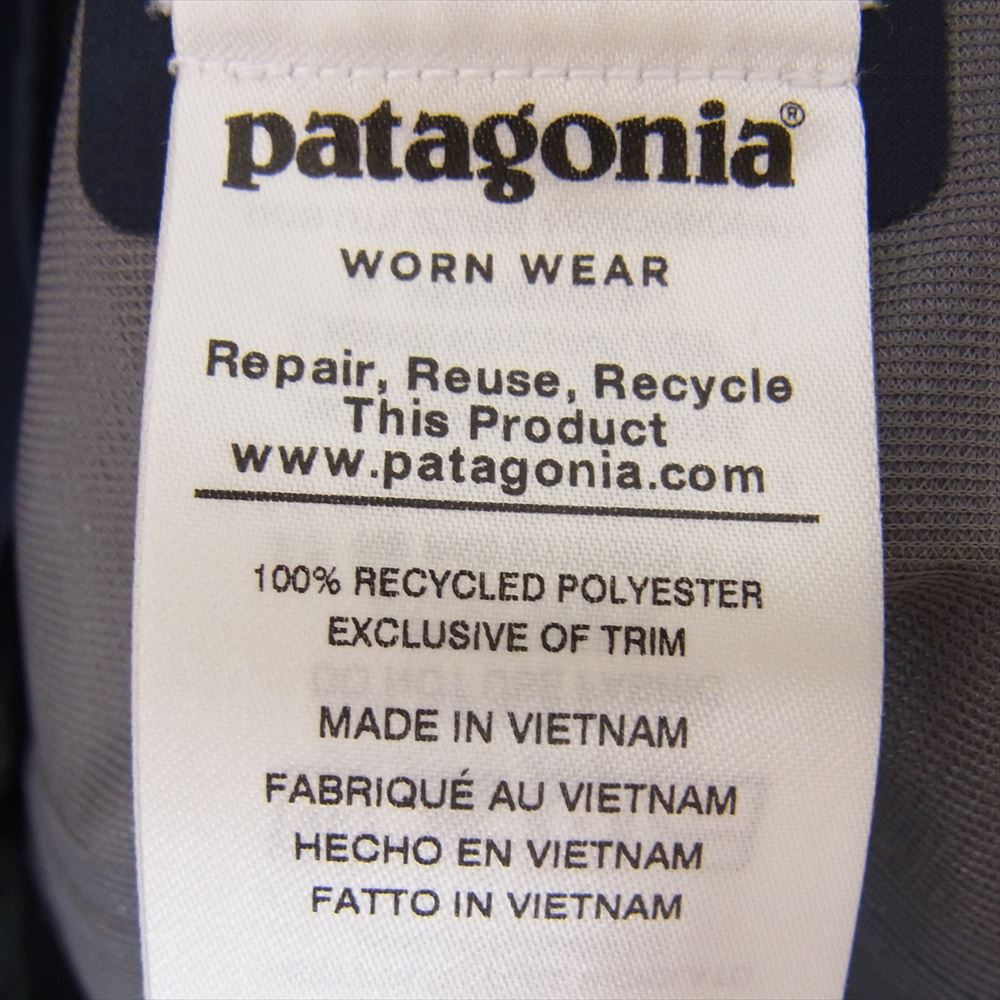 patagonia®
WORN WEAR
Repair, Reuse, Recycle
This Product
www.patagonia.com
100% RECYCLED POLYESTER
EXCLUSIVE OF TRIM
MADE IN VIETNAM
FABRIQUÉ AU VIETNAM
HECHO EN VIETNAM
FATTO IN VIETNAM